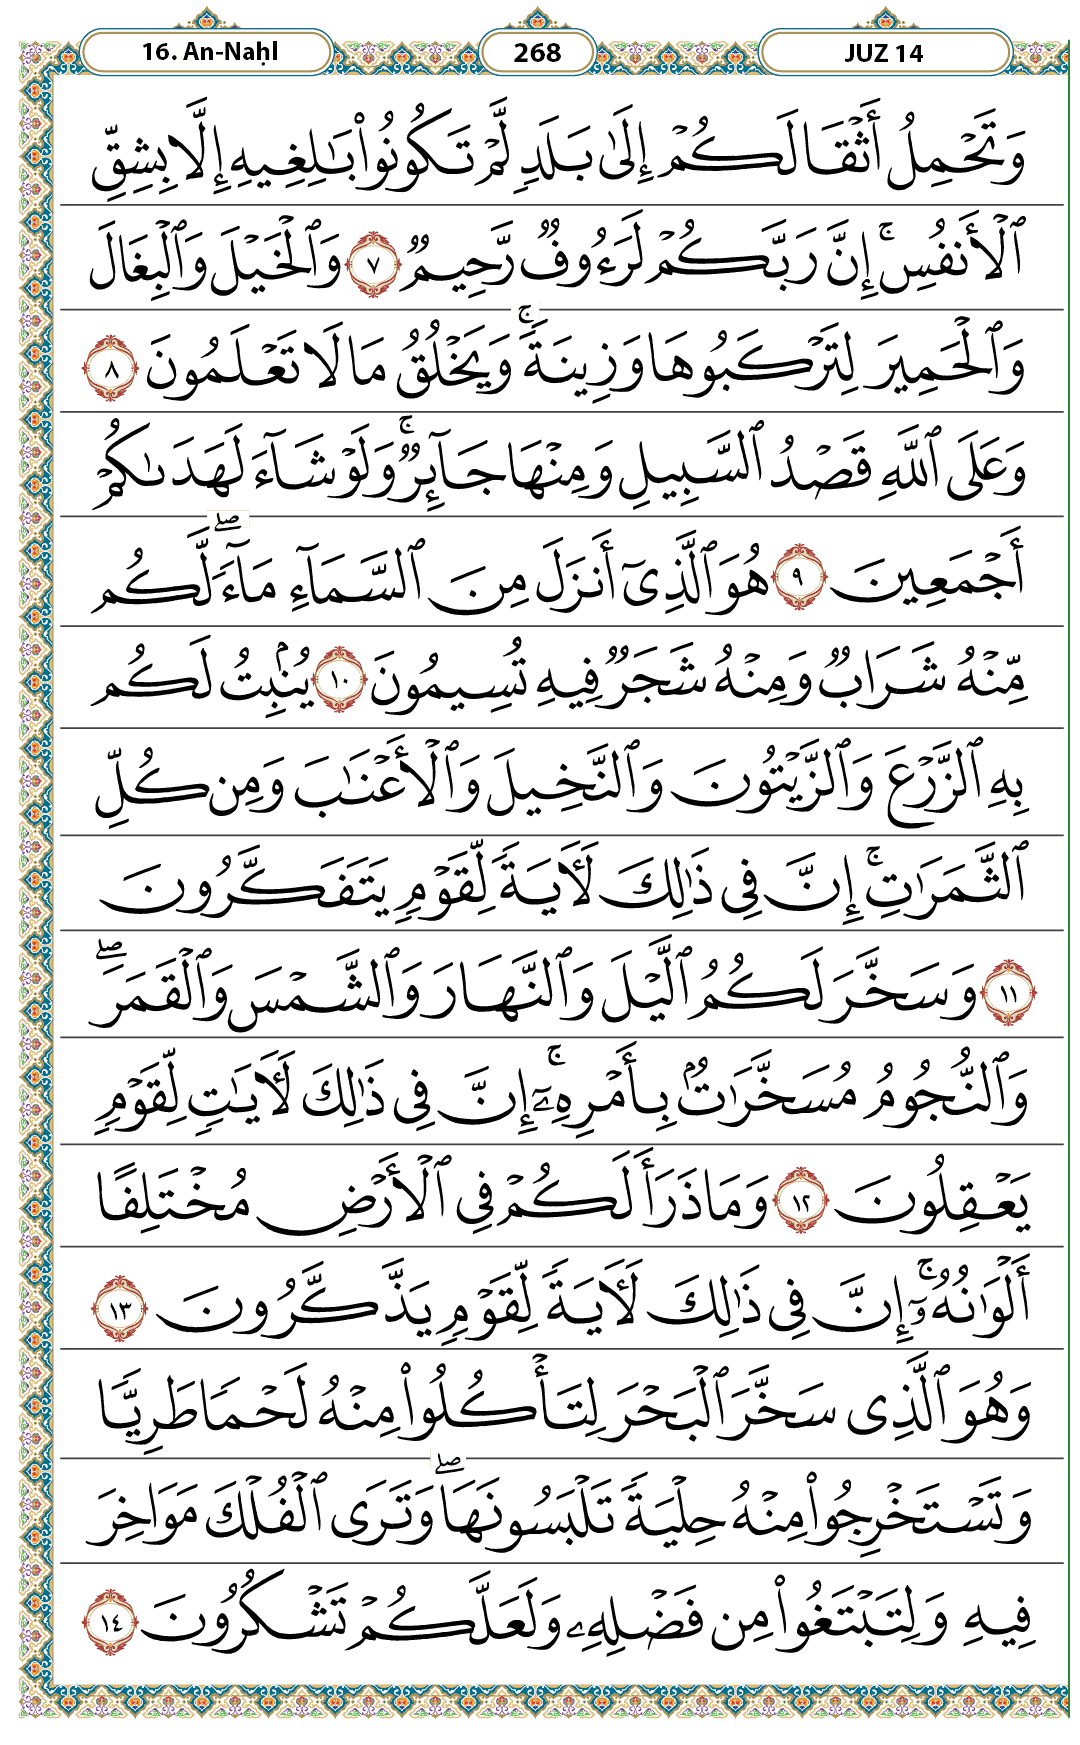 16. An-Naḥl
268
JUZ 14
وَتَحۡمِلُ أَثۡقَالَكُمۡ إِلَىٰ بَلَدٖ لَّمۡ تَكُونُواْ بَٰلِغِيهِ إِلَّا بِشِقِّ
ٱلۡأَنفُسِۚ إِنَّ رَبَّكُمۡ لَرَءُوفٞ رَّحِيمٞ ٧ وَٱلۡخَيۡلَ وَٱلۡبِغَالَ
وَٱلۡحَمِيرَ لِتَرۡكَبُوهَا وَزِينَةٗۚ وَيَخۡلُقُ مَا لَا تَعۡلَمُونَ ٨
وَعَلَى ٱللَّهِ قَصۡدُ ٱلسَّبِيلِ وَمِنۡهَا جَآئِرٞۚ وَلَوۡ شَآءَ لَهَدَىٰكُمۡ
أَجۡمَعِينَ ٩ هُوَ ٱلَّذِيٓ أَنزَلَ مِنَ ٱلسَّمَآءِ مَآءٗۖ لَّكُم
مِّنۡهُ شَرَابٞ وَمِنۡهُ شَجَرٞ فِيهِ تُسِيمُونَ ١٠ يُنۢبِتُ لَكُم
بِهِ ٱلزَّرۡعَ وَٱلزَّيۡتُونَ وَٱلنَّخِيلَ وَٱلۡأَعۡنَٰبَ وَمِن كُلِّ
ٱلثَّمَرَٰتِۚ إِنَّ فِي ذَٰلِكَ لَأٓيَةٗ لِّقَوۡمٖ يَتَفَكَّرُونَ
١١ وَسَخَّرَ لَكُمُ ٱلَّيۡلَ وَٱلنَّهَارَ وَٱلشَّمۡسَ وَٱلۡقَمَرَۖ
وَٱلنُّجُومُ مُسَخَّرَٰتُۢ بِأَمۡرِهِۦٓۚ إِنَّ فِي ذَٰلِكَ لَأٓيَٰتٖ لِّقَوۡمٖ
يَعۡقِلُونَ ١٢ وَمَا ذَرَأَ لَكُمۡ فِي ٱلۡأَرۡضِ مُخۡتَلِفًا
أَلۡوَٰنُهُۥٓۚ إِنَّ فِي ذَٰلِكَ لَأٓيَةٗ لِّقَوۡمٖ يَذَّكَّرُونَ ١٣
وَهُوَ ٱلَّذِي سَخَّرَ ٱلۡبَحۡرَ لِتَأۡكُلُواْ مِنۡهُ لَحۡمٗا طَرِيّٗا
وَتَسۡتَخۡرِجُواْ مِنۡهُ حِلۡيَةٗ تَلۡبَسُونَهَاۖ وَتَرَى ٱلۡفُلۡكَ مَوَاخِرَ
فِيهِ وَلِتَبۡتَغُواْ مِن فَضۡلِهِۦ وَلَعَلَّكُمۡ تَشۡكُرُونَ ١٤